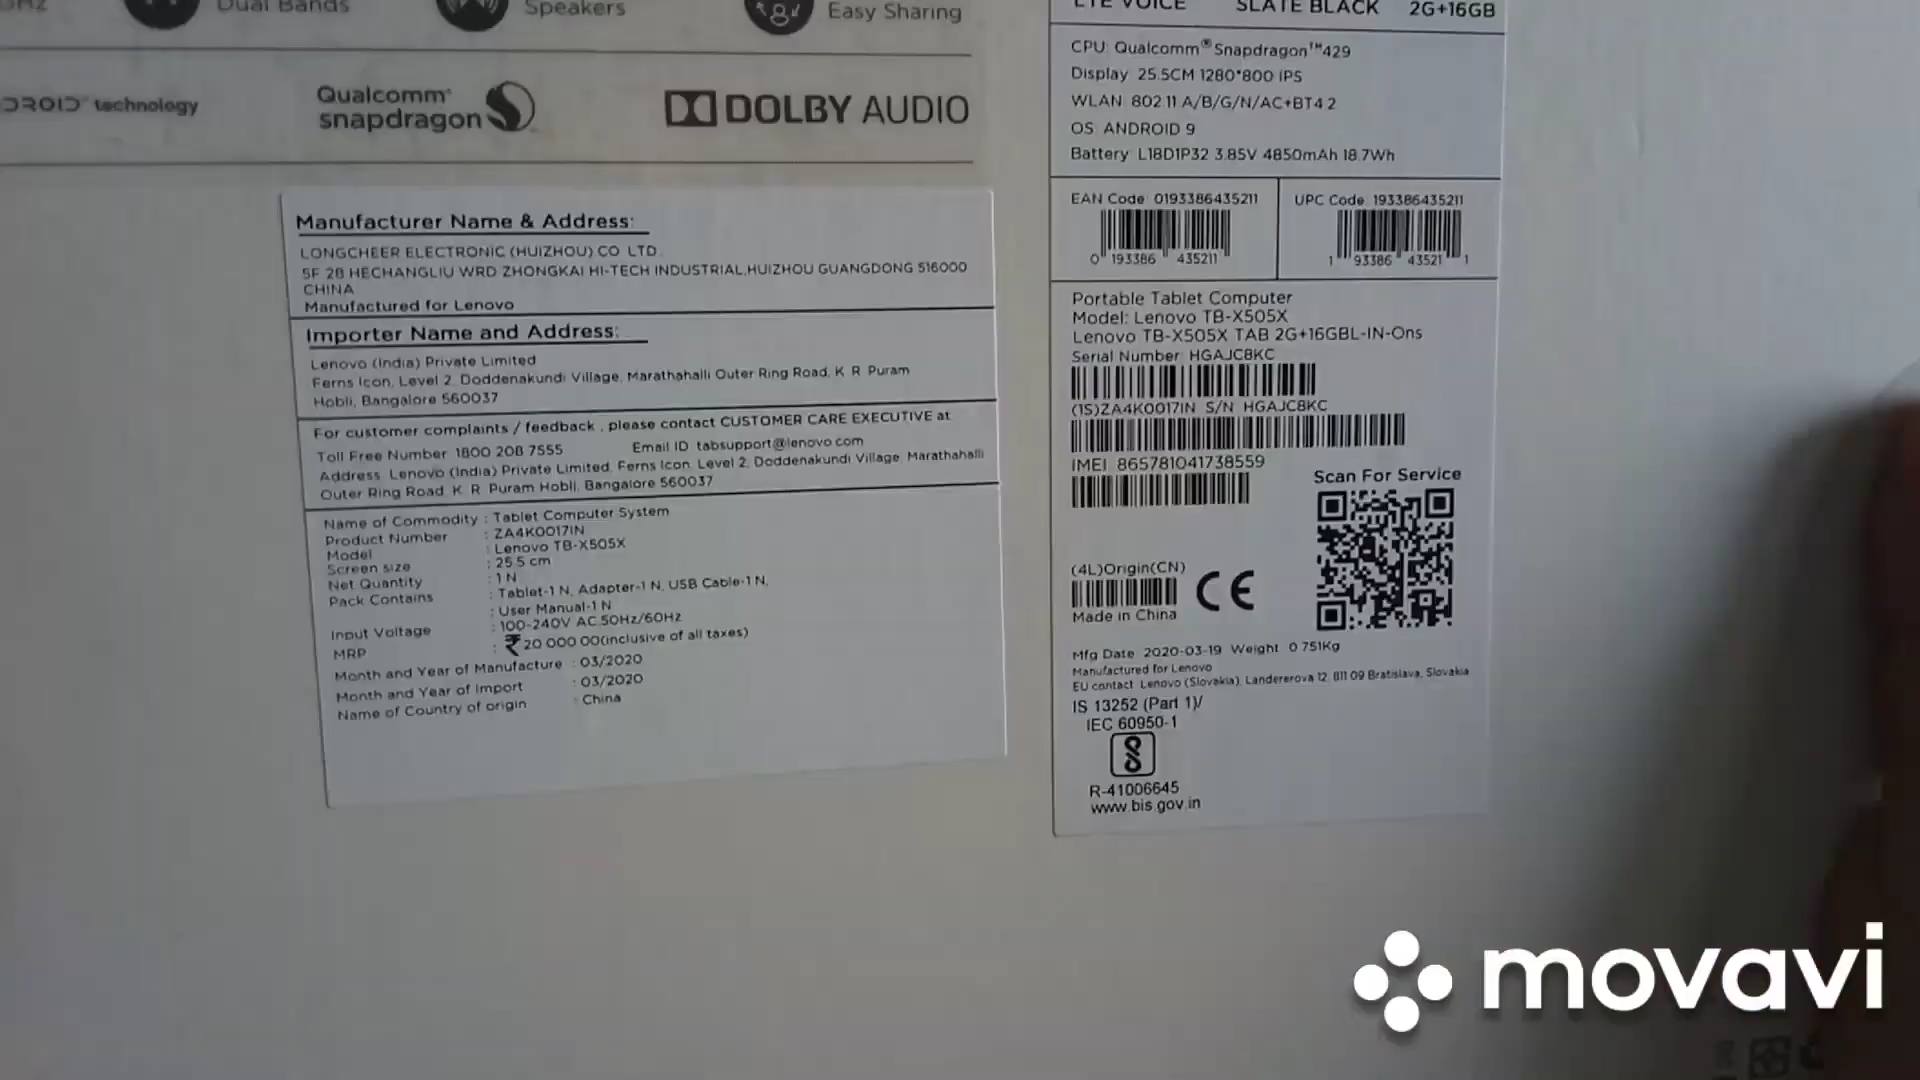 Dual Bands
Speakers
Easy Sharing
technology
Qualcomm
snapdragon
DOLBY AUDIO
Manufacturer Name & Address:
LONGCHEER ELECTRONIC (HUIZHOU) CO LTD.
5F 28 HECHANGLIU WRD ZHONGKAI HI-TECH INDUSTRIAL,HUIZHOU GUANGDONG 516000
CHINA
Manufactured for Lenovo
Importer Name and Address:
Lenovo (India) Private Limited
Ferns Icon, Level 2, Doddenakundi Village, Marathahalli Outer Ring Road, K R Puram
Hobli, Bangalore 560037
For customer complaints / feedback , please contact CUSTOMER CARE EXECUTIVE at
Toll Free Number 1800 208 7555 Email ID tabsupport@lenovo.com
Address Lenovo (India) Private Limited, Ferns Icon, Level 2, Doddenakundi Village, Marathahalli
Outer Ring Road, K R Puram Hobli, Bangalore 560037
Name of Commodity : Tablet Computer System
Product Number : ZA4K0017IN
Model : Lenovo TB-X505X
Screen size : 25.5 cm
Net Quantity : 1 N
Pack Contains : Tablet-1 N, Adapter-1 N, USB Cable-1 N,
: User Manual-1 N
Input Voltage : 100-240V AC 50Hz/60Hz
MRP : ₹20 000 00(inclusive of all taxes)
Month and Year of Manufacture : 03/2020
Month and Year of Import : 03/2020
Name of Country of origin : China
LTE VOICE SLATE BLACK 2G+16GB
CPU: Qualcomm® Snapdragon™429
Display 25.5CM 1280*800 IPS
WLAN 802.11 A/B/G/N/AC+BT4.2
OS ANDROID 9
Battery L18D1P32 3.85V 4850mAh 18.7Wh
EAN Code 0193386435211
0 193386 435211
UPC Code 193386435211
1 93386 43521 1
Portable Tablet Computer
Model: Lenovo TB-X505X
Lenovo TB-X505X TAB 2G+16GBL-IN-Ons
Serial Number HGAJC8KC
(1S)ZA4K0017IN S/N HGAJC8KC
IMEI 865781041738559
Scan For Service
(4L)Origin(CN)
CE
Made in China
Mfg Date 2020-03-19 Weight 0.751Kg
Manufactured for Lenovo
EU contact Lenovo (Slovakia), Landererova 12, 811 09 Bratislava, Slovakia
IS 13252 (Part 1)/
IEC 60950-1
R-41006645
www.bis.gov.in
movavi